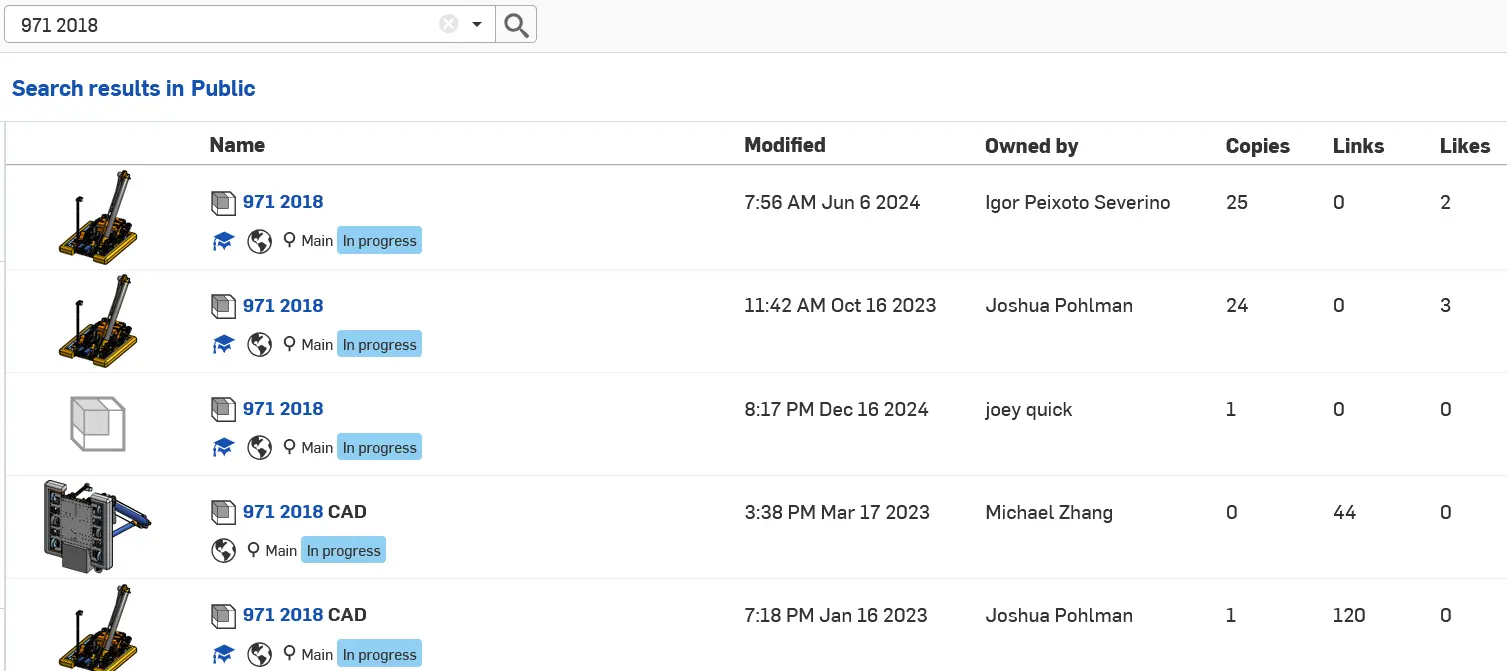 971 2018
Search results in Public
Name Modified Owned by Copies Links Likes
971 2018 7:56 AM Jun 6 2024 Igor Peixoto Severino 25 0 2
Main In progress
971 2018 11:42 AM Oct 16 2023 Joshua Pohlman 24 0 3
Main In progress
971 2018 8:17 PM Dec 16 2024 joey quick 1 0 0
Main In progress
971 2018 CAD 3:38 PM Mar 17 2023 Michael Zhang 0 44 0
Main In progress
971 2018 CAD 7:18 PM Jan 16 2023 Joshua Pohlman 1 120 0
Main In progress